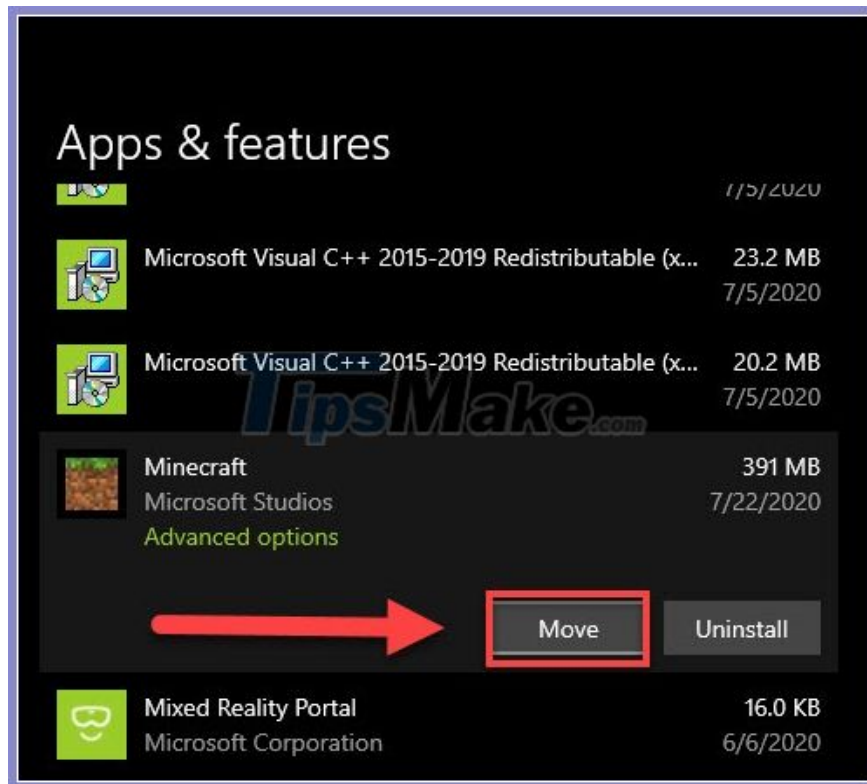 Apps & features
7/5/2020
Microsoft Visual C++ 2015-2019 Redistributable (x... 23.2 MB
7/5/2020
Microsoft Visual C++ 2015-2019 Redistributable (x... 20.2 MB
7/5/2020
TipsMake.com
Minecraft 391 MB
Microsoft Studios 7/22/2020
Advanced options
Move Uninstall
Mixed Reality Portal 16.0 KB
Microsoft Corporation 6/6/2020